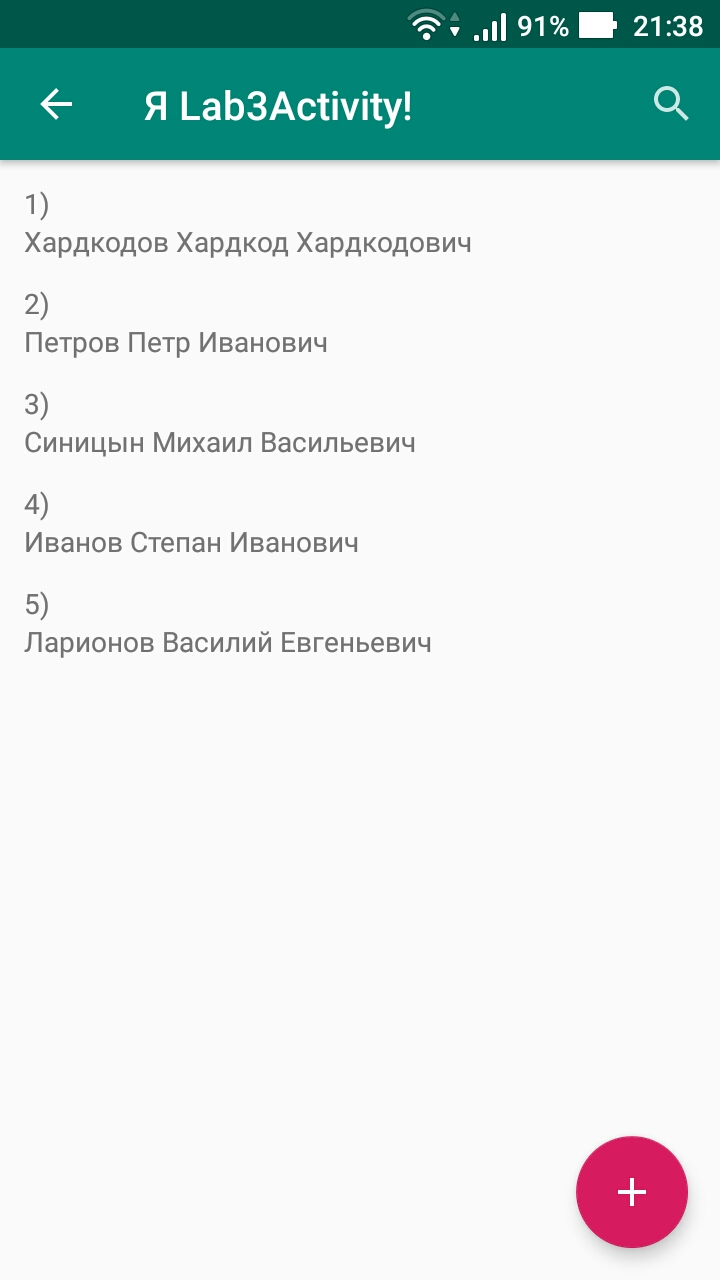 91% 21:38
Я Lab3Activity!
1)
Хардкодов Хардкод Хардкодович
2)
Петров Петр Иванович
3)
Синицын Михаил Васильевич
4)
Иванов Степан Иванович
5)
Ларионов Василий Евгеньевич
+